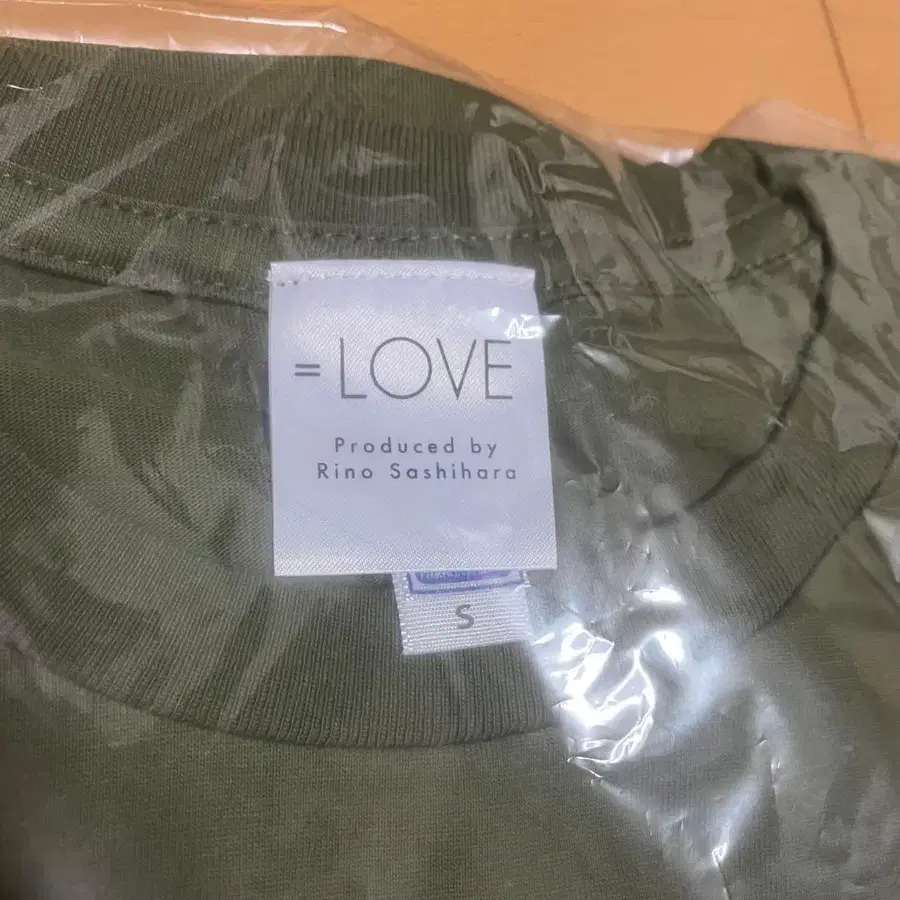 =LOVE
Produced by
Rino Sashihara
S